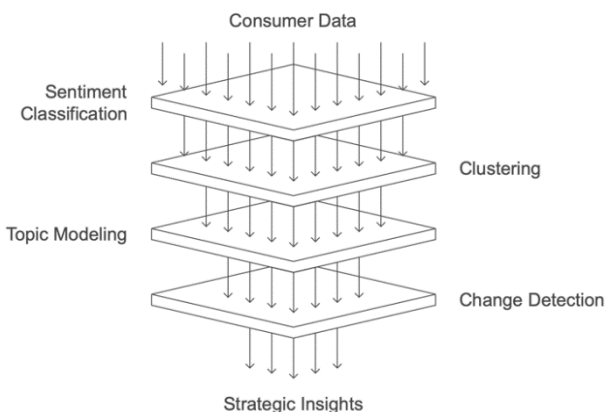 Consumer Data
Sentiment
Classification
Clustering
Topic Modeling
Change Detection
Strategic Insights